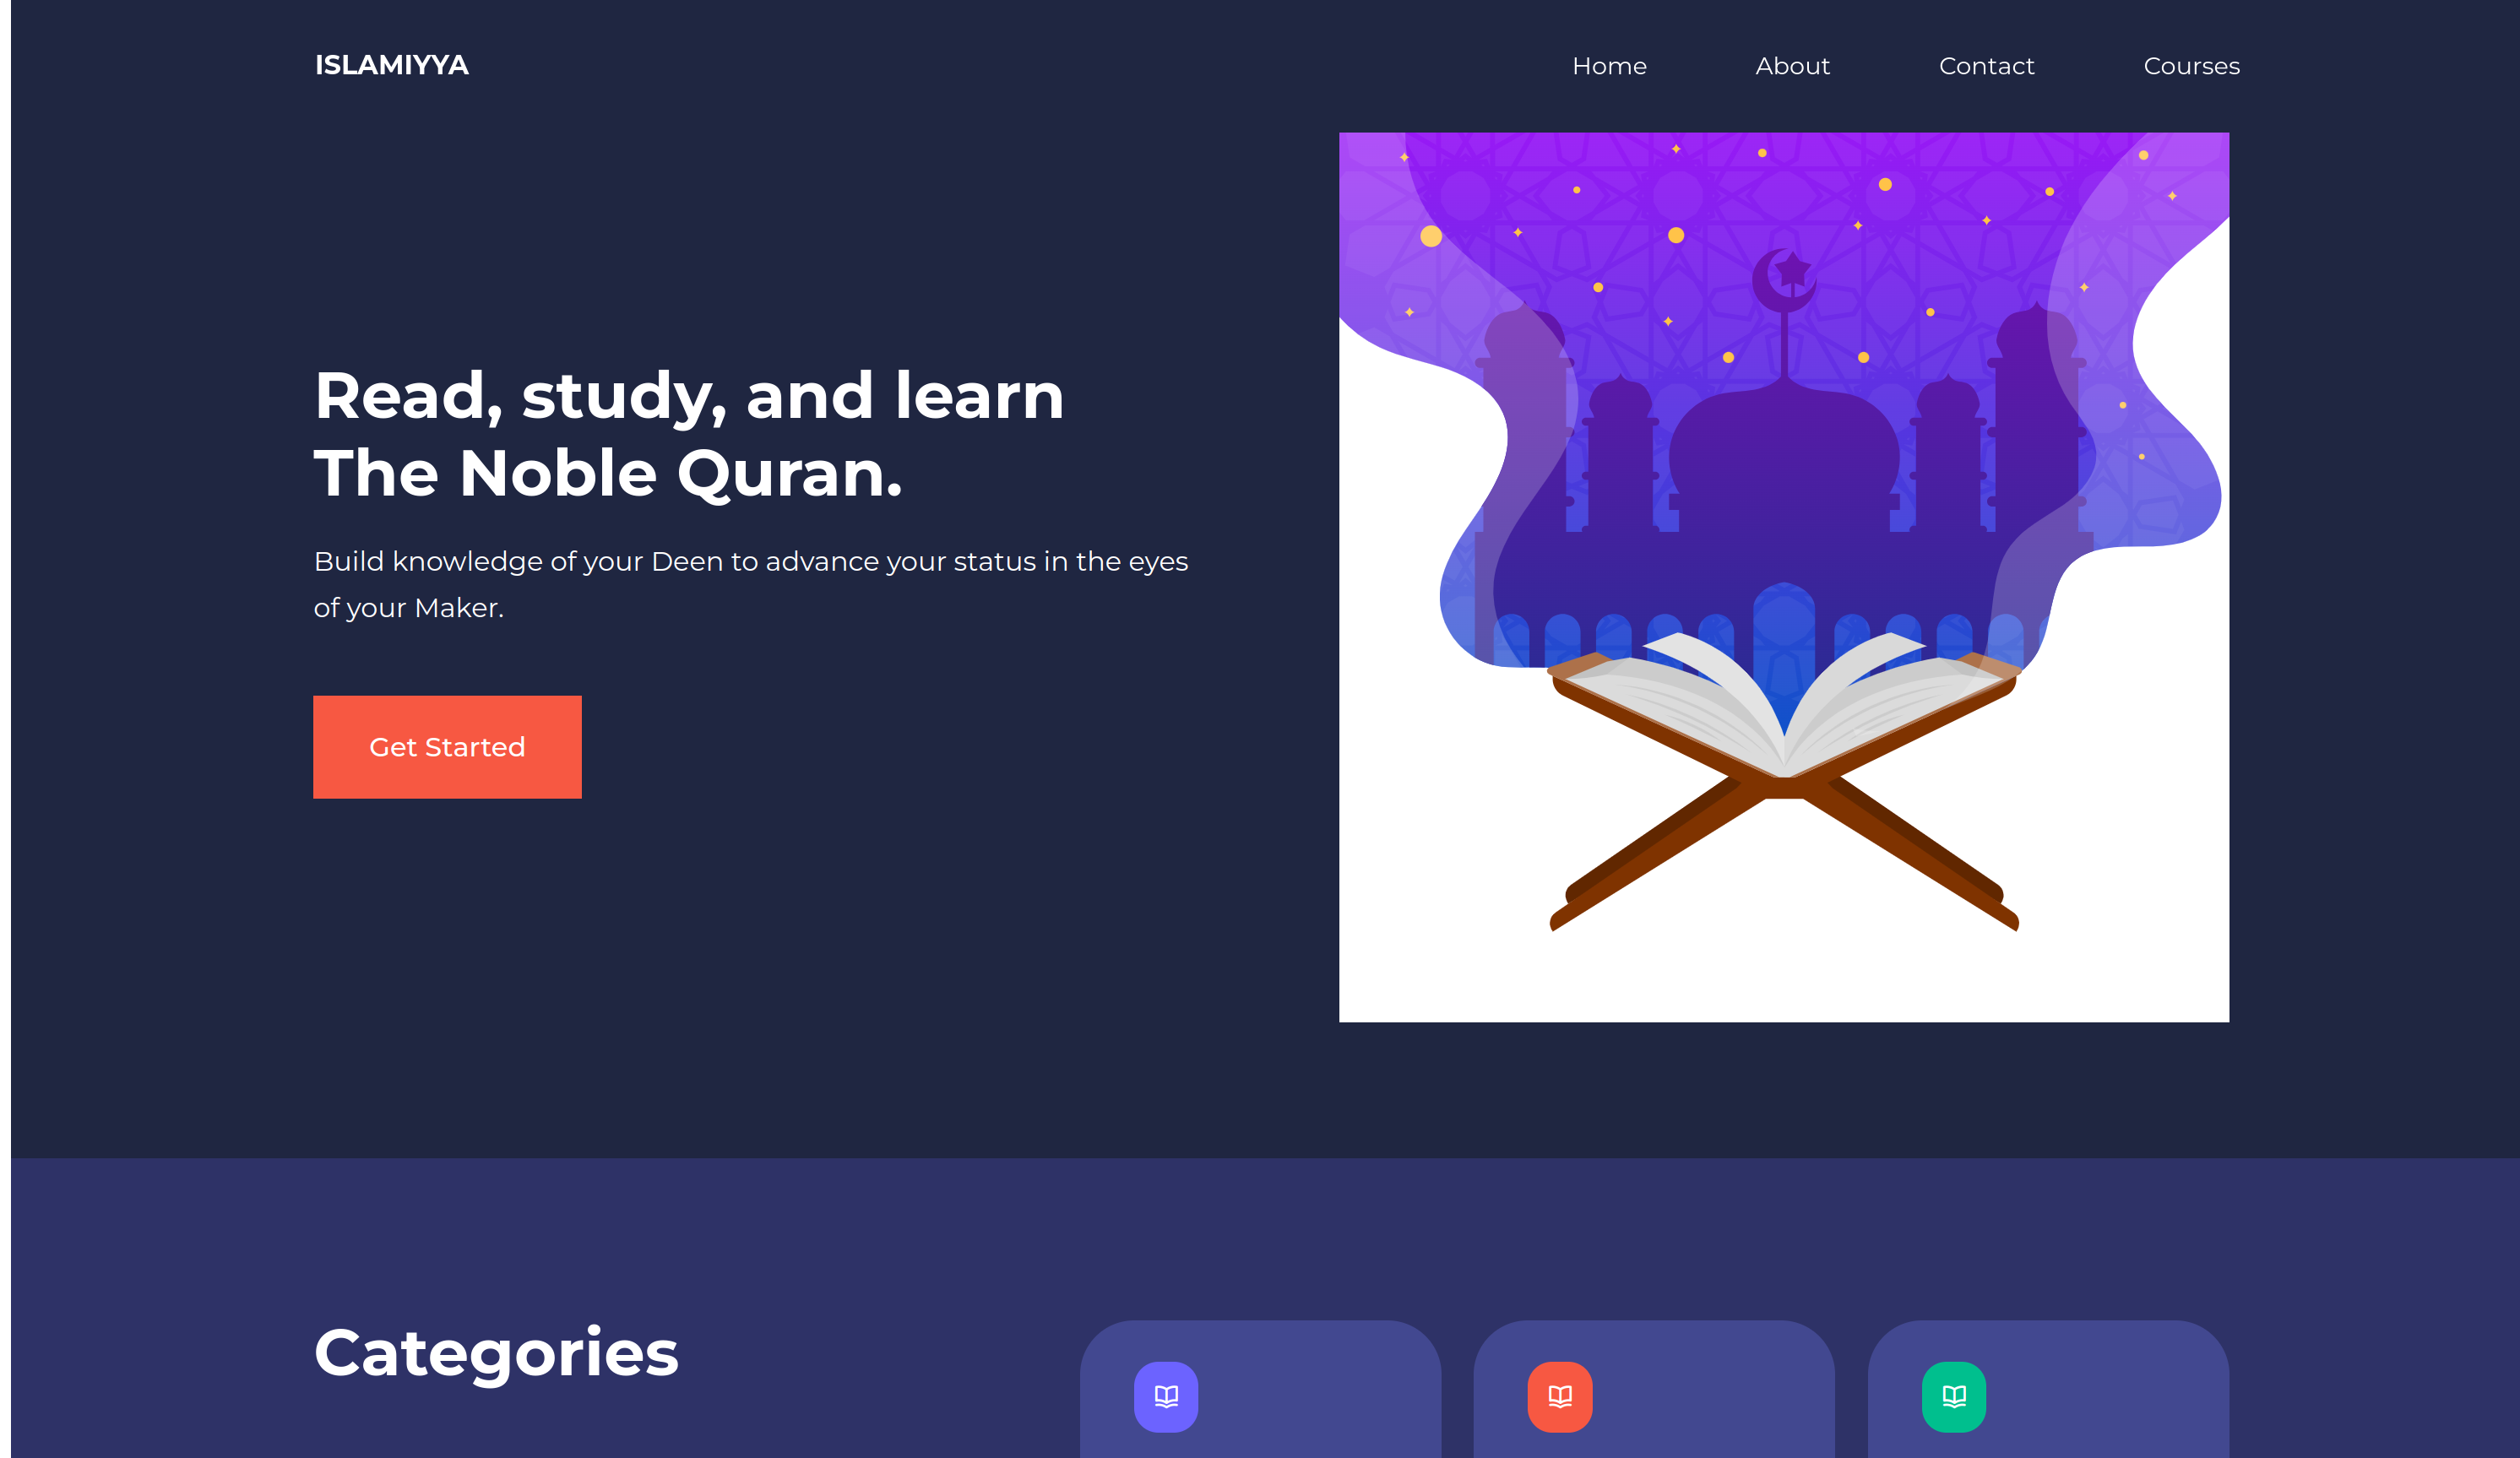 ISLAMIYYA
Home About Contact Courses
Read, study, and learn
The Noble Quran.
Build knowledge of your Deen to advance your status in the eyes
of your Maker.
Get Started
Categories